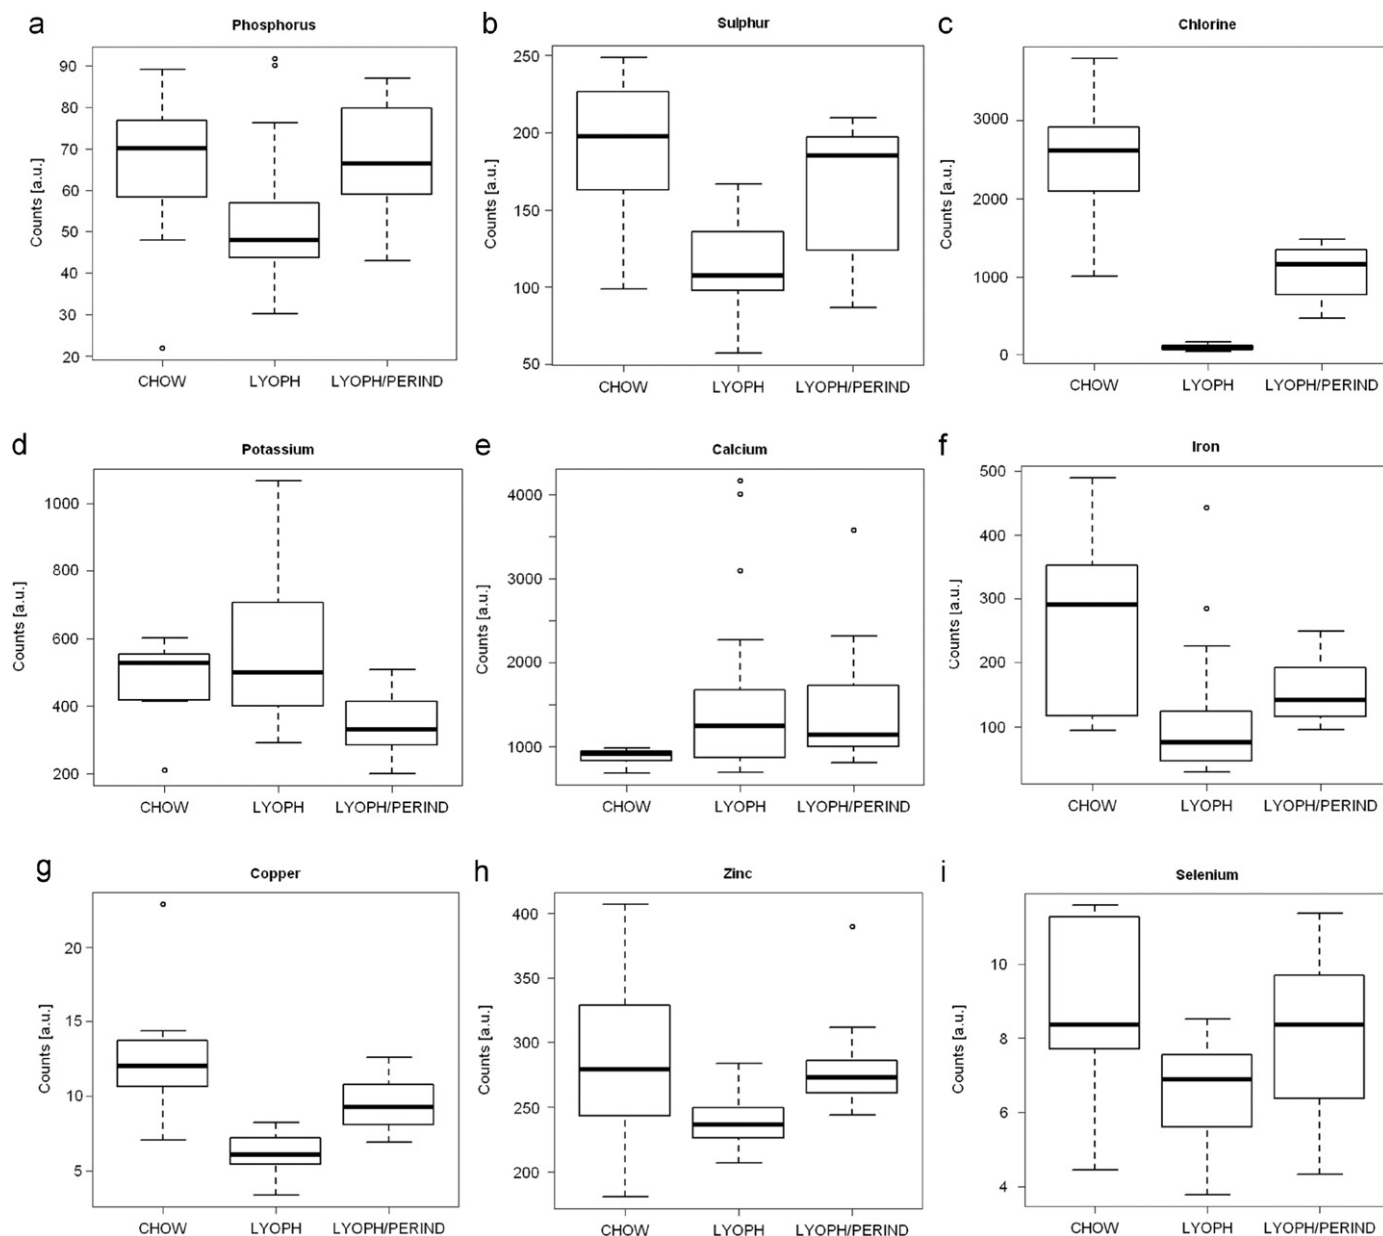 a
Phosphorus
Counts [a.u.]
90
80
70
60
50
40
30
20
CHOW LYOPH LYOPH/PERIND
b
Sulphur
Counts [a.u.]
250
200
150
100
50
CHOW LYOPH LYOPH/PERIND
c
Chlorine
Counts [a.u.]
3000
2000
1000
0
CHOW LYOPH LYOPH/PERIND
d
Potassium
Counts [a.u.]
1000
800
600
400
200
CHOW LYOPH LYOPH/PERIND
e
Calcium
Counts [a.u.]
4000
3000
2000
1000
CHOW LYOPH LYOPH/PERIND
f
Iron
Counts [a.u.]
500
400
300
200
100
CHOW LYOPH LYOPH/PERIND
g
Copper
Counts [a.u.]
20
15
10
5
CHOW LYOPH LYOPH/PERIND
h
Zinc
Counts [a.u.]
400
350
300
250
200
CHOW LYOPH LYOPH/PERIND
i
Selenium
Counts [a.u.]
10
8
6
4
CHOW LYOPH LYOPH/PERIND